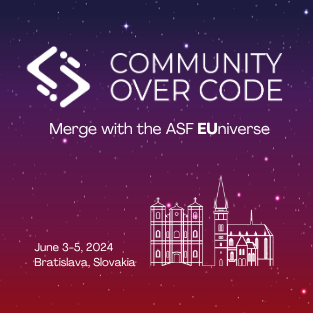 COMMUNITY
OVER CODE
Merge with the ASF EUniverse
June 3-5, 2024
Bratislava, Slovakia